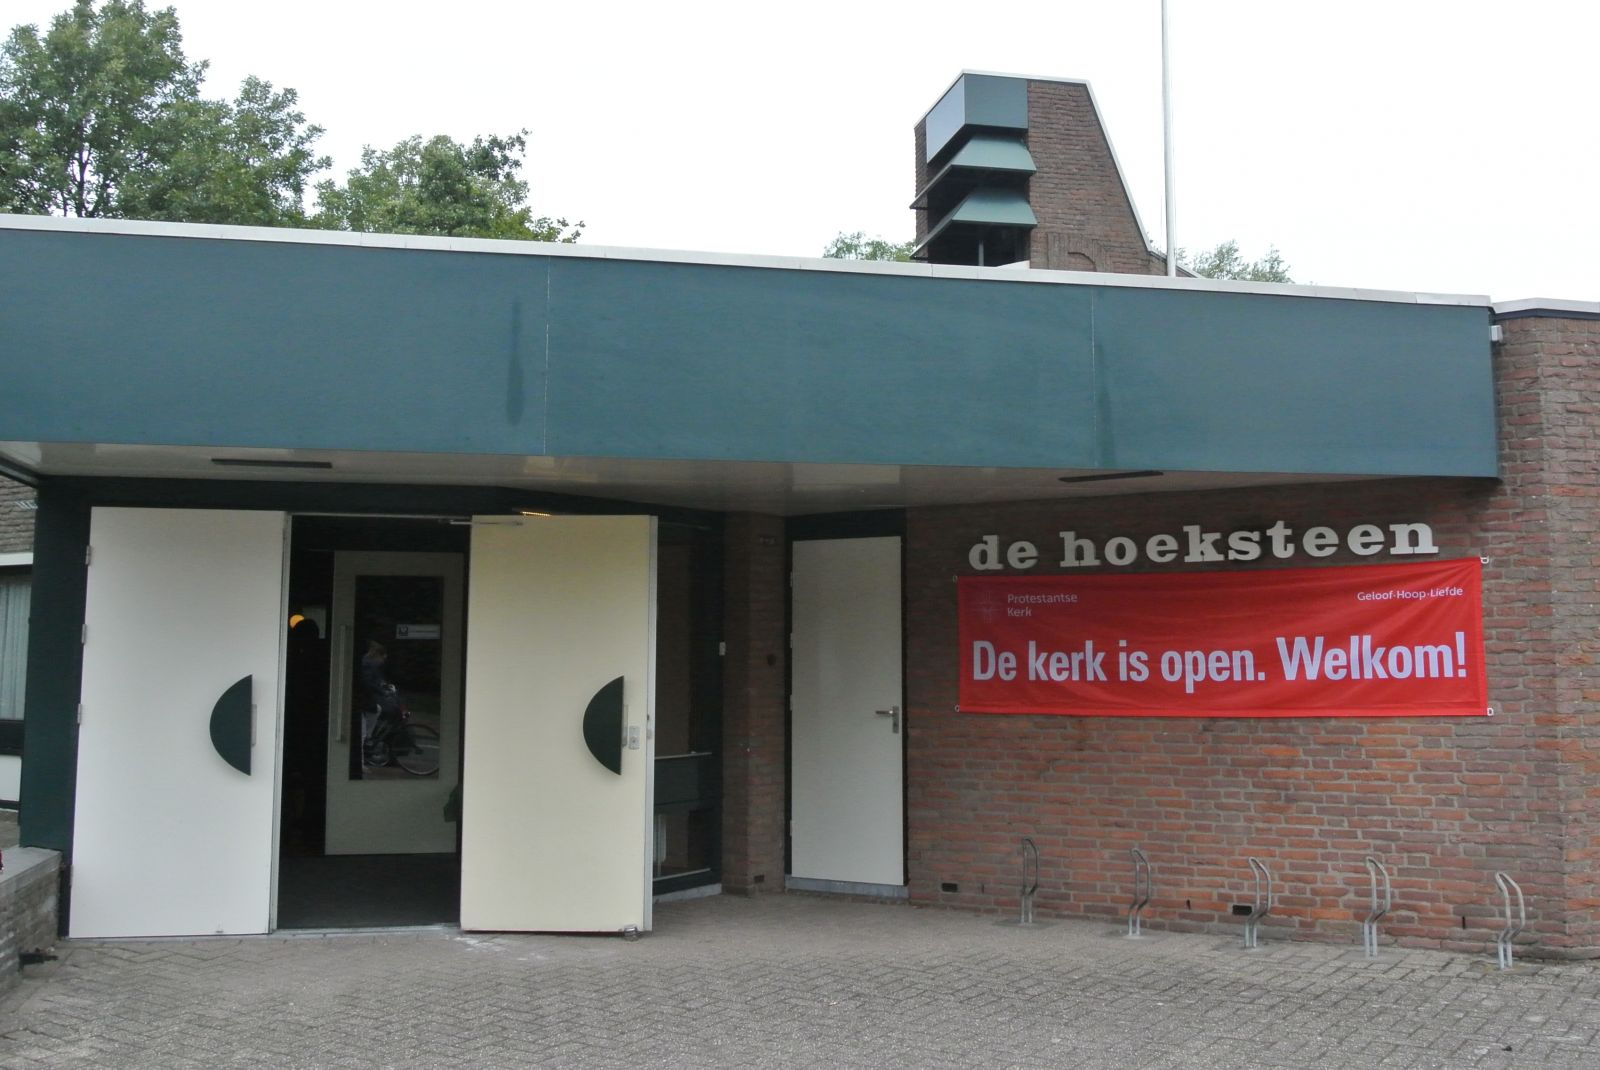 de hoeksteen
Protestantse
Kerk
Geloof·Hoop·Liefde
De kerk is open. Welkom!